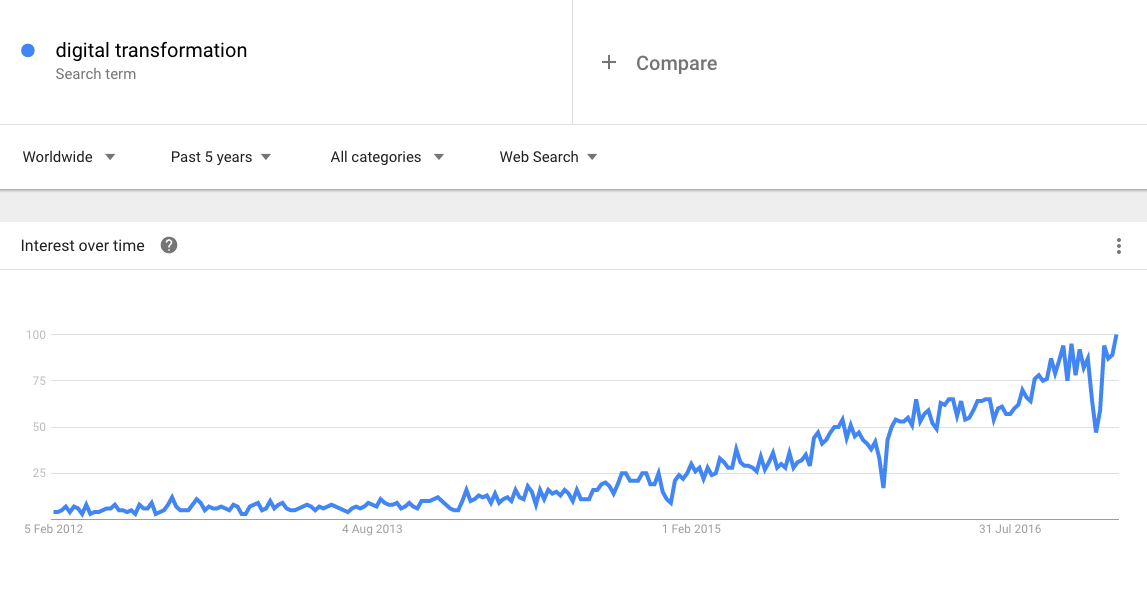 digital transformation
Search term
+ Compare
Worldwide Past 5 years All categories Web Search
Interest over time ?
100
75
50
25
5 Feb 2012 4 Aug 2013 1 Feb 2015 31 Jul 2016